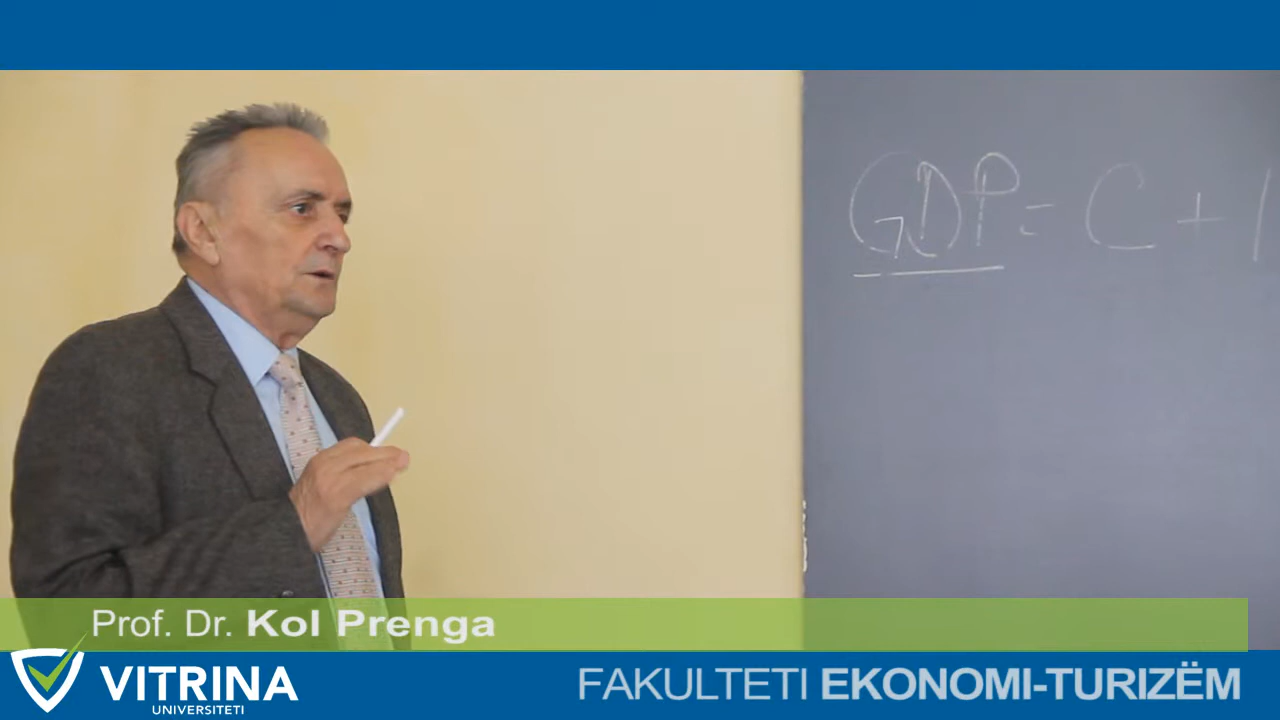 GDP = C + I
Prof. Dr. Kol Prenga
VITRINA
UNIVERSITETI
FAKULTETI EKONOMI-TURIZËM